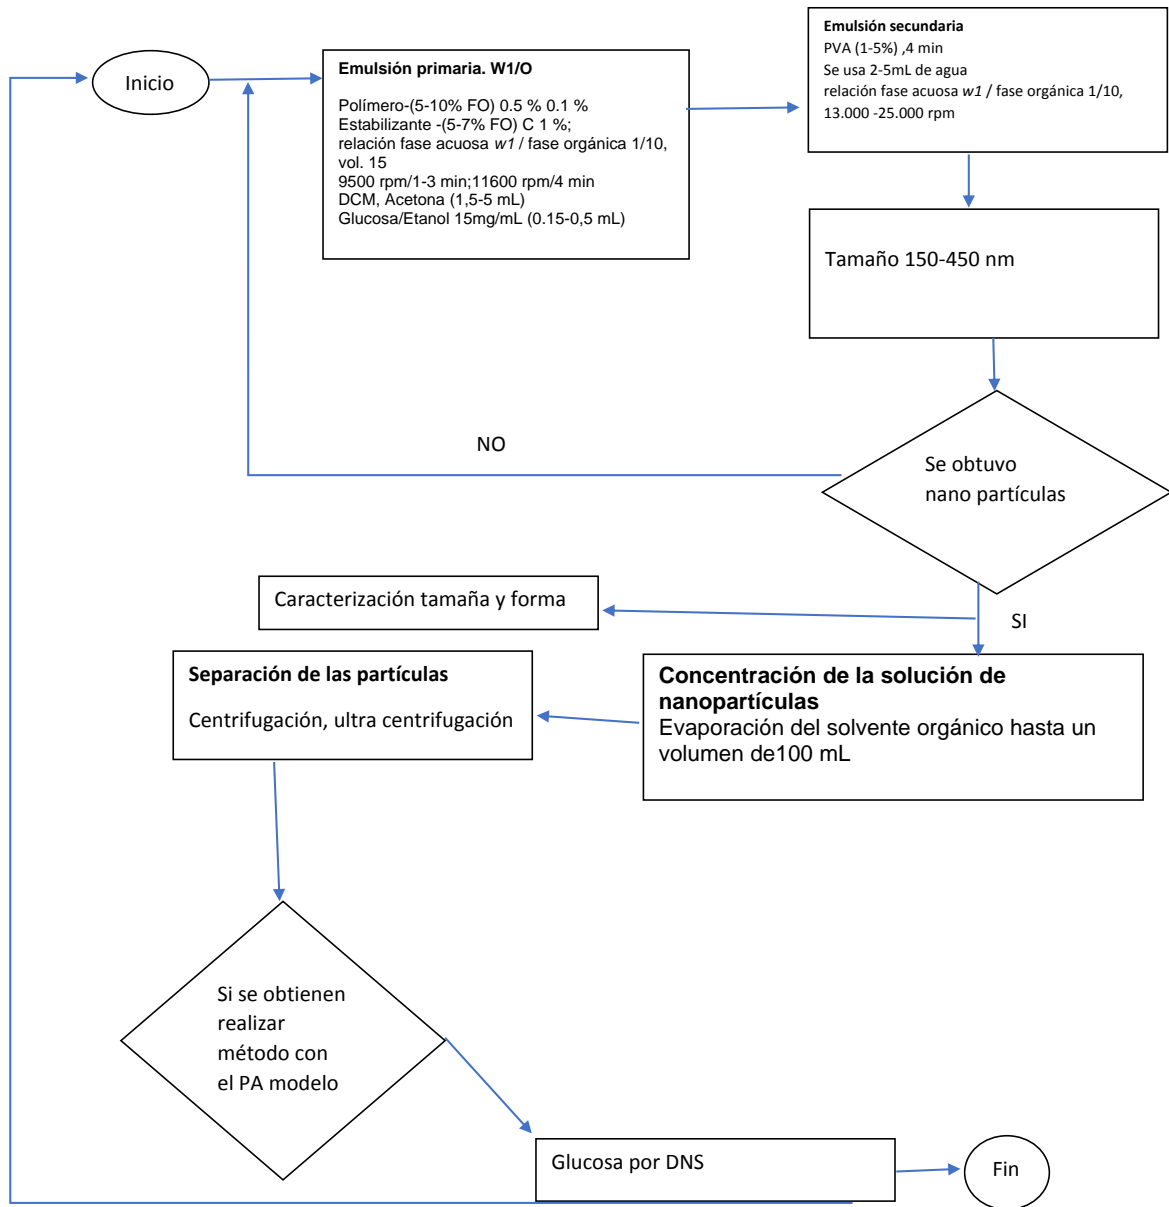 Inicio
Emulsión primaria. W1/O
Polímero-(5-10% FO) 0.5 % 0.1 %
Estabilizante -(5-7% FO) C 1 %;
relación fase acuosa w1 / fase orgánica 1/10,
vol. 15
9500 rpm/1-3 min;11600 rpm/4 min
DCM, Acetona (1,5-5 mL)
Glucosa/Etanol 15mg/mL (0.15-0,5 mL)
Emulsión secundaria
PVA (1-5%) ,4 min
Se usa 2-5mL de agua
relación fase acuosa w1 / fase orgánica 1/10,
13.000 -25.000 rpm
Tamaño 150-450 nm
NO
Se obtuvo
nano partículas
Caracterización tamaña y forma
SI
Separación de las partículas
Centrifugación, ultra centrifugación
Concentración de la solución de
nanopartículas
Evaporación del solvente orgánico hasta un
volumen de100 mL
Si se obtienen
realizar
método con
el PA modelo
Glucosa por DNS
Fin